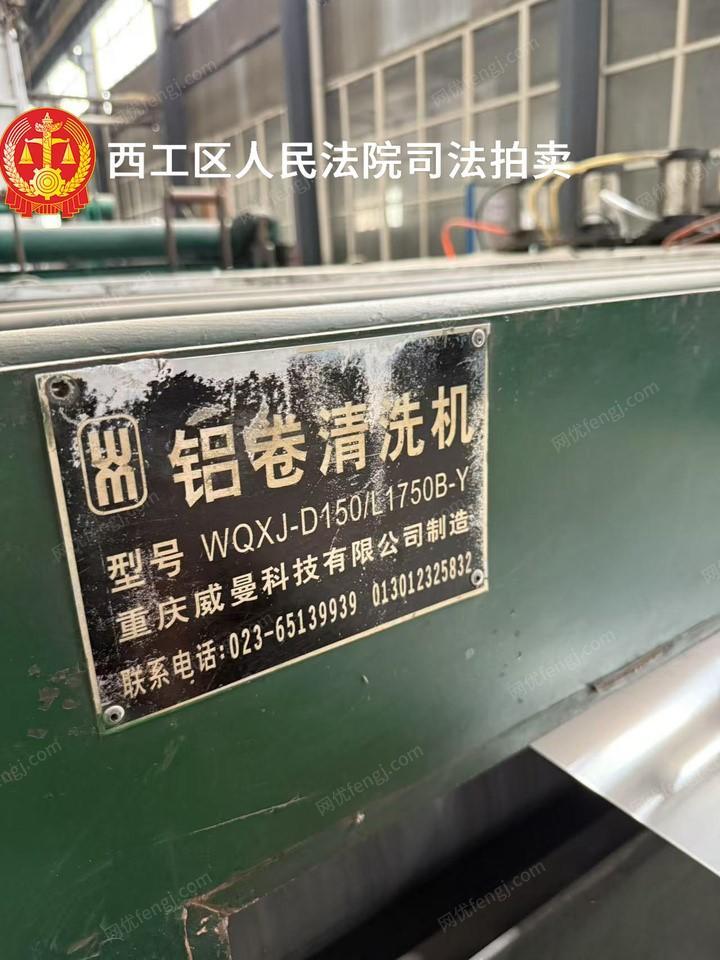 西工区人民法院司法拍卖
铝卷清洗机
型号 WQXJ-D150/L1750B-Y
重庆威曼科技有限公司制造
联系电话:023-65139939 013012325832
网优fengj.com